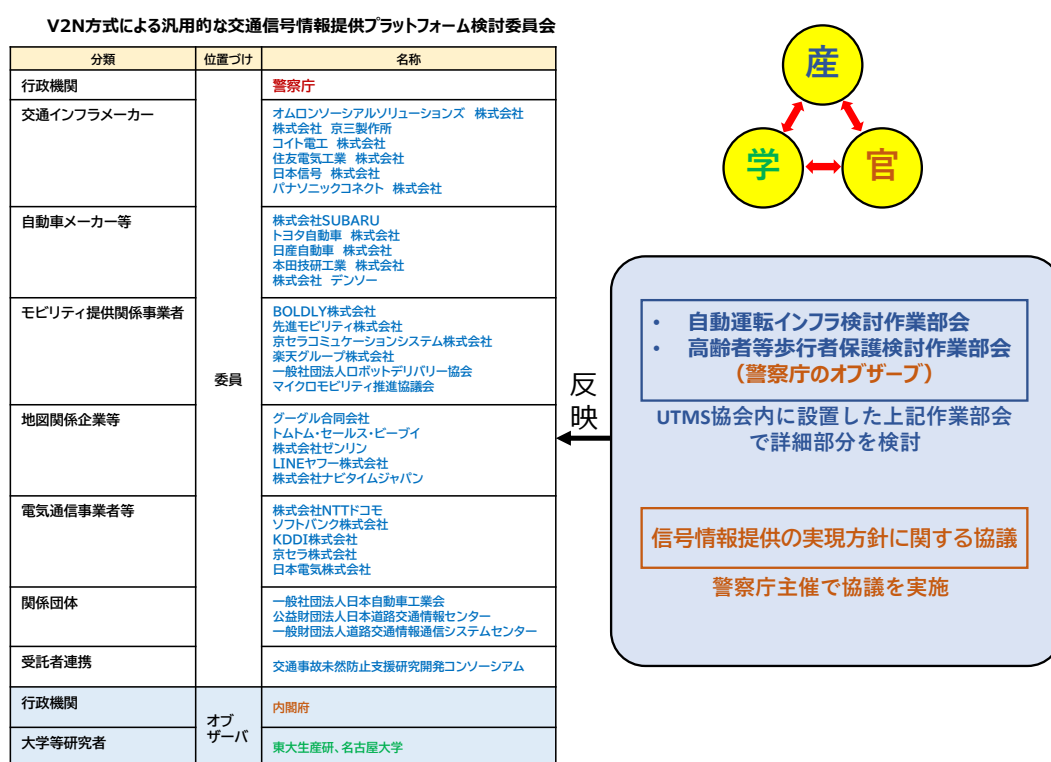 V2N方式による汎用的な交通信号情報提供プラットフォーム検討委員会
分類 位置づけ 名称
行政機関
警察庁
交通インフラメーカー
オムロンソーシアルソリューションズ 株式会社
株式会社 京三製作所
コイト電工 株式会社
住友電気工業 株式会社
日本信号 株式会社
パナソニックコネクト 株式会社
自動車メーカー等
株式会社SUBARU
トヨタ自動車 株式会社
日産自動車 株式会社
本田技研工業 株式会社
株式会社 デンソー
モビリティ提供関係事業者
BOLDLY株式会社
先進モビリティ株式会社
京セラコミュケーションシステム株式会社
楽天グループ株式会社
一般社団法人ロボットデリバリー協会
マイクロモビリティ推進協議会
委員
地図関係企業等
グーグル合同会社
トムトム・セールス・ビーブイ
株式会社ゼンリン
LINEヤフー株式会社
株式会社ナビタイムジャパン
電気通信事業者等
株式会社NTTドコモ
ソフトバンク株式会社
KDDI株式会社
京セラ株式会社
日本電気株式会社
関係団体
一般社団法人日本自動車工業会
公益財団法人日本道路交通情報センター
一般財団法人道路交通情報通信システムセンター
受託者連携
交通事故未然防止支援研究開発コンソーシアム
行政機関
内閣府
オブ
ザーバ
大学等研究者
東大生産研、名古屋大学
産
学
官
反
映
• 自動運転インフラ検討作業部会
• 高齢者等歩行者保護検討作業部会
（警察庁のオブザーブ）
UTMS協会内に設置した上記作業部会
で詳細部分を検討
信号情報提供の実現方針に関する協議
警察庁主催で協議を実施